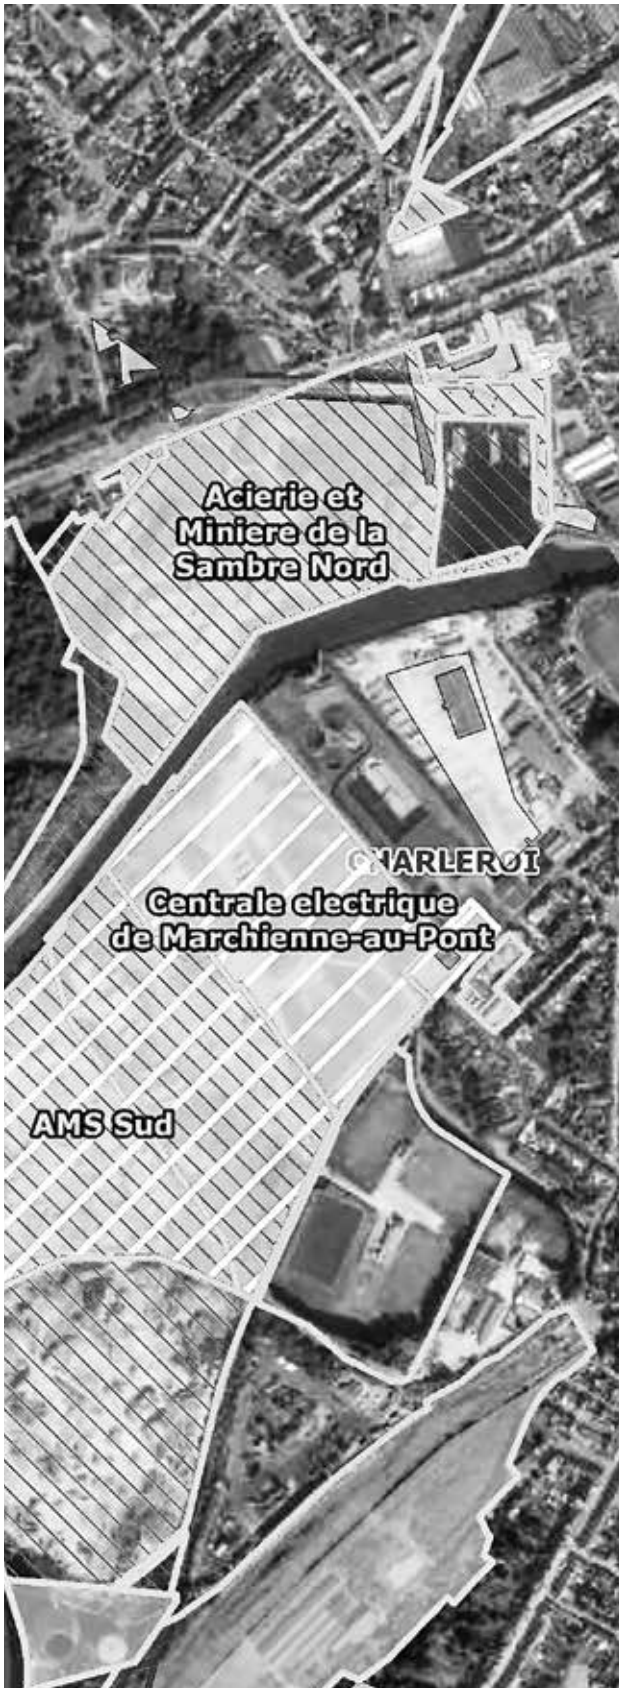 Acierie et
Miniere de la
Sambre Nord
CHARLEROI
Centrale electrique
de Marchienne-au-Pont
AMS Sud